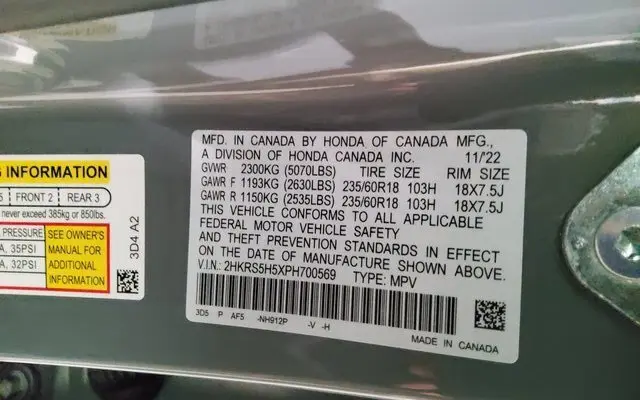 G INFORMATION
5 FRONT 2 REAR 3
never exceed 385kg or 850lbs.
PRESSURE
A, 35PSI
A, 32PSI
SEE OWNER'S
MANUAL FOR
ADDITIONAL
INFORMATION
3D4 A2
MFD. IN CANADA BY HONDA OF CANADA MFG.,
A DIVISION OF HONDA CANADA INC. 11/'22
GVWR 2300KG (5070LBS) TIRE SIZE RIM SIZE
GAWR F 1193KG (2630LBS) 235/60R18 103H 18X7.5J
GAWR R 1150KG (2535LBS) 235/60R18 103H 18X7.5J
THIS VEHICLE CONFORMS TO ALL APPLICABLE
FEDERAL MOTOR VEHICLE SAFETY
AND THEFT PREVENTION STANDARDS IN EFFECT
ON THE DATE OF MANUFACTURE SHOWN ABOVE.
V.I.N.: 2HKRS5H5XPH700569 TYPE: MPV
3D5 P AF5 -NH912P -V -H
MADE IN CANADA